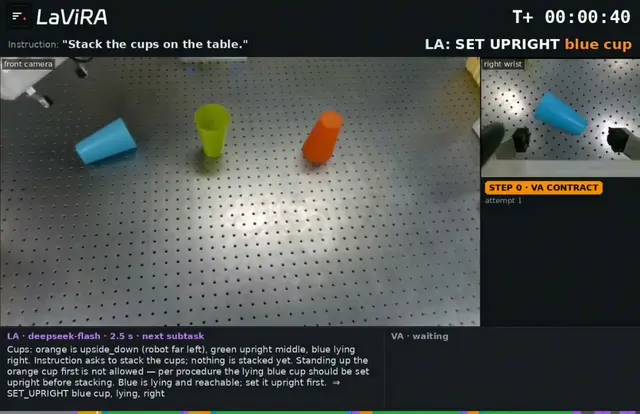 LaViRA
T+ 00:00:40
Instruction: "Stack the cups on the table."
LA: SET UPRIGHT blue cup
front camera
right wrist
STEP 0 · VA CONTRACT
attempt 1
LA · deepseek-flash · 2.5 s · next subtask
Cups: orange is upside_down (robot far left), green upright middle, blue lying
right. Instruction asks to stack the cups; nothing is stacked yet. Standing up the
orange cup first is not allowed — per procedure the lying blue cup should be set
upright before stacking. Blue is lying and reachable; set it upright first. ⇒
SET_UPRIGHT blue cup, lying, right
VA · waiting